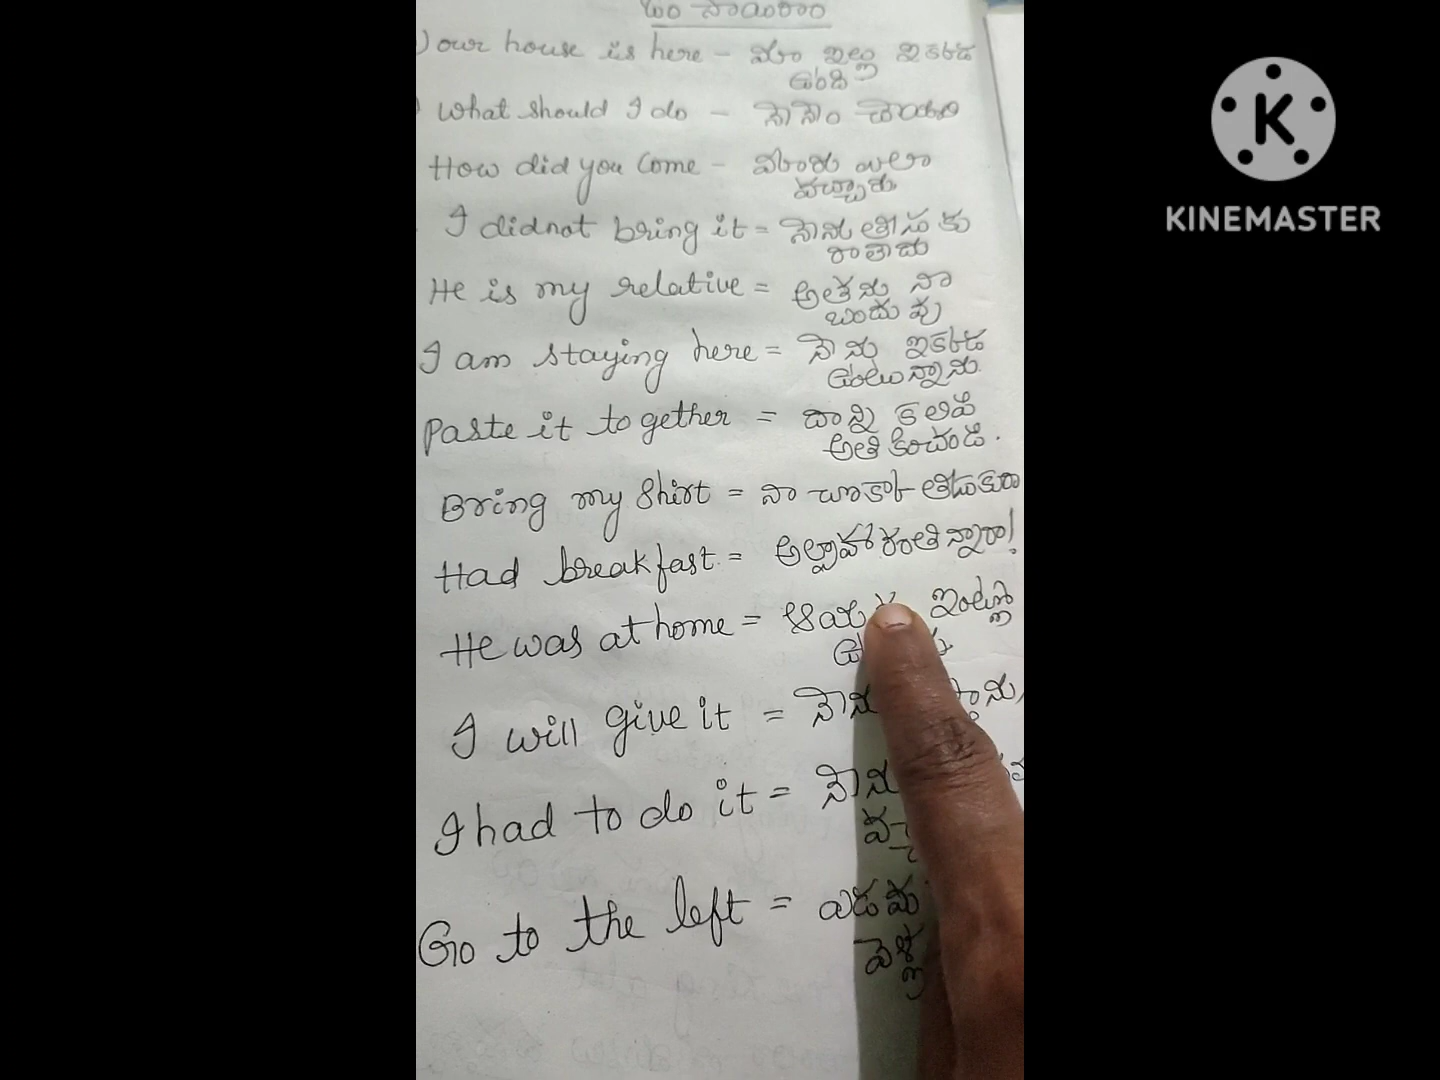 ఓం సాయిరాం
our house is here - మా ఇల్లు ఇక్కడ
ఉంది
What should I do - నేనేం చేయాలి
How did you come - మీరు ఎలా
వచ్చారు
I didnot bring it = నేను తీసుకు
రాలేదు
He is my relative = అతను నా
బందువు
I am staying here = నేను ఇక్కడ
ఉంటున్నాను
Paste it together = దాన్ని కలిపి
అతికించండి.
Bring my shirt = నా చొక్కా తీసుకురా
Had breakfast = అల్పాహారంతిన్నారా!
He was at home = ఇంట్లో
I will give it = నేను
I had to do it = నేను
Go to the left = ఎడమ
KINEMASTER